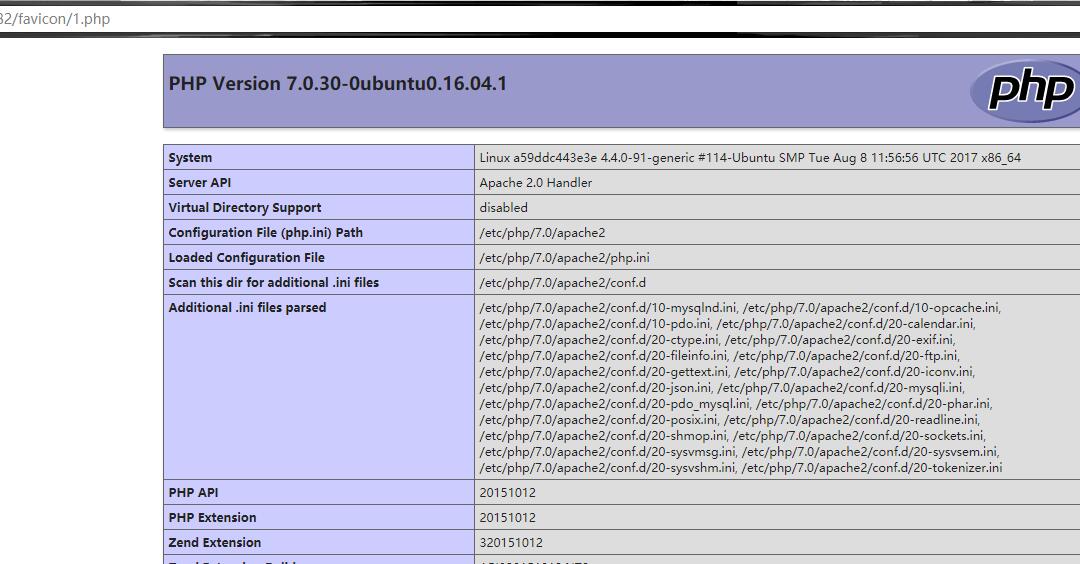 82/favicon/1.php
PHP Version 7.0.30-0ubuntu0.16.04.1
php
System Linux a59ddc443e3e 4.4.0-91-generic #114-Ubuntu SMP Tue Aug 8 11:56:56 UTC 2017 x86_64
Server API Apache 2.0 Handler
Virtual Directory Support disabled
Configuration File (php.ini) Path /etc/php/7.0/apache2
Loaded Configuration File /etc/php/7.0/apache2/php.ini
Scan this dir for additional .ini files /etc/php/7.0/apache2/conf.d
Additional .ini files parsed /etc/php/7.0/apache2/conf.d/10-mysqlnd.ini, /etc/php/7.0/apache2/conf.d/10-opcache.ini,
/etc/php/7.0/apache2/conf.d/10-pdo.ini, /etc/php/7.0/apache2/conf.d/20-calendar.ini,
/etc/php/7.0/apache2/conf.d/20-ctype.ini, /etc/php/7.0/apache2/conf.d/20-exif.ini,
/etc/php/7.0/apache2/conf.d/20-fileinfo.ini, /etc/php/7.0/apache2/conf.d/20-ftp.ini,
/etc/php/7.0/apache2/conf.d/20-gettext.ini, /etc/php/7.0/apache2/conf.d/20-iconv.ini,
/etc/php/7.0/apache2/conf.d/20-json.ini, /etc/php/7.0/apache2/conf.d/20-mysqli.ini,
/etc/php/7.0/apache2/conf.d/20-pdo_mysql.ini, /etc/php/7.0/apache2/conf.d/20-phar.ini,
/etc/php/7.0/apache2/conf.d/20-posix.ini, /etc/php/7.0/apache2/conf.d/20-readline.ini,
/etc/php/7.0/apache2/conf.d/20-shmop.ini, /etc/php/7.0/apache2/conf.d/20-sockets.ini,
/etc/php/7.0/apache2/conf.d/20-sysvmsg.ini, /etc/php/7.0/apache2/conf.d/20-sysvsem.ini,
/etc/php/7.0/apache2/conf.d/20-sysvshm.ini, /etc/php/7.0/apache2/conf.d/20-tokenizer.ini
PHP API 20151012
PHP Extension 20151012
Zend Extension 320151012